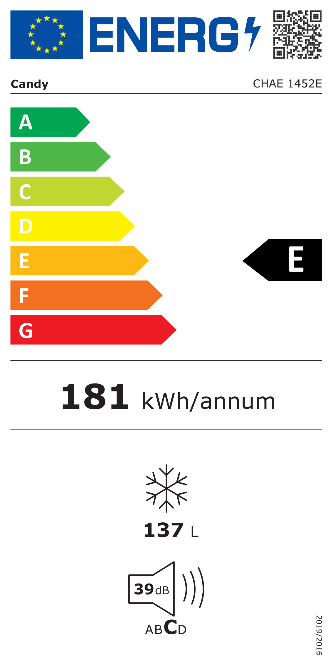 ENERG
Candy CHAE 1452E
A
B
C
D
E
E
F
G
181 kWh/annum
137 L
39dB
ABCD
2019/2016